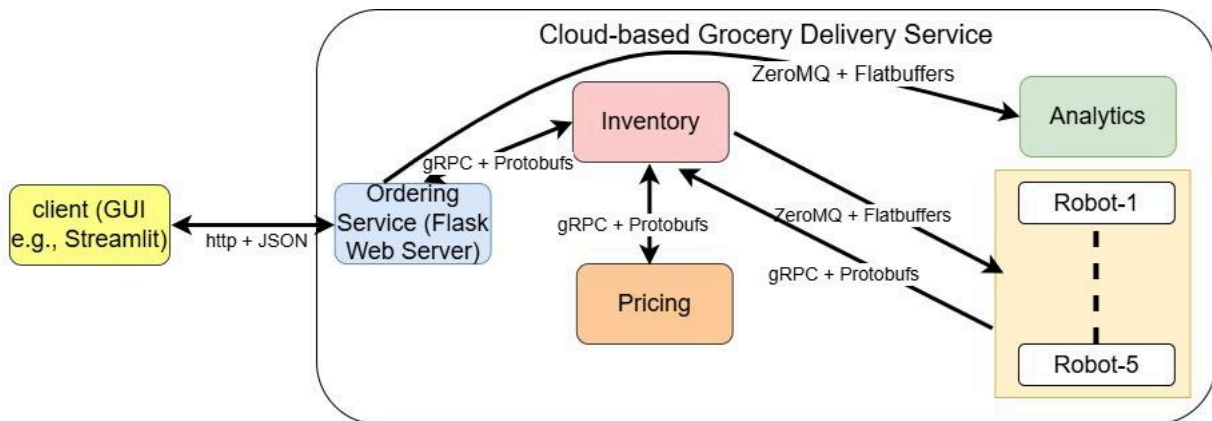 Cloud-based Grocery Delivery Service
ZeroMQ + Flatbuffers
Inventory
Analytics
gRPC + Protobufs
client (GUI
e.g., Streamlit)
http + JSON
Ordering
Service (Flask
Web Server)
gRPC + Protobufs
Pricing
ZeroMQ + Flatbuffers
gRPC + Protobufs
Robot-1
Robot-5